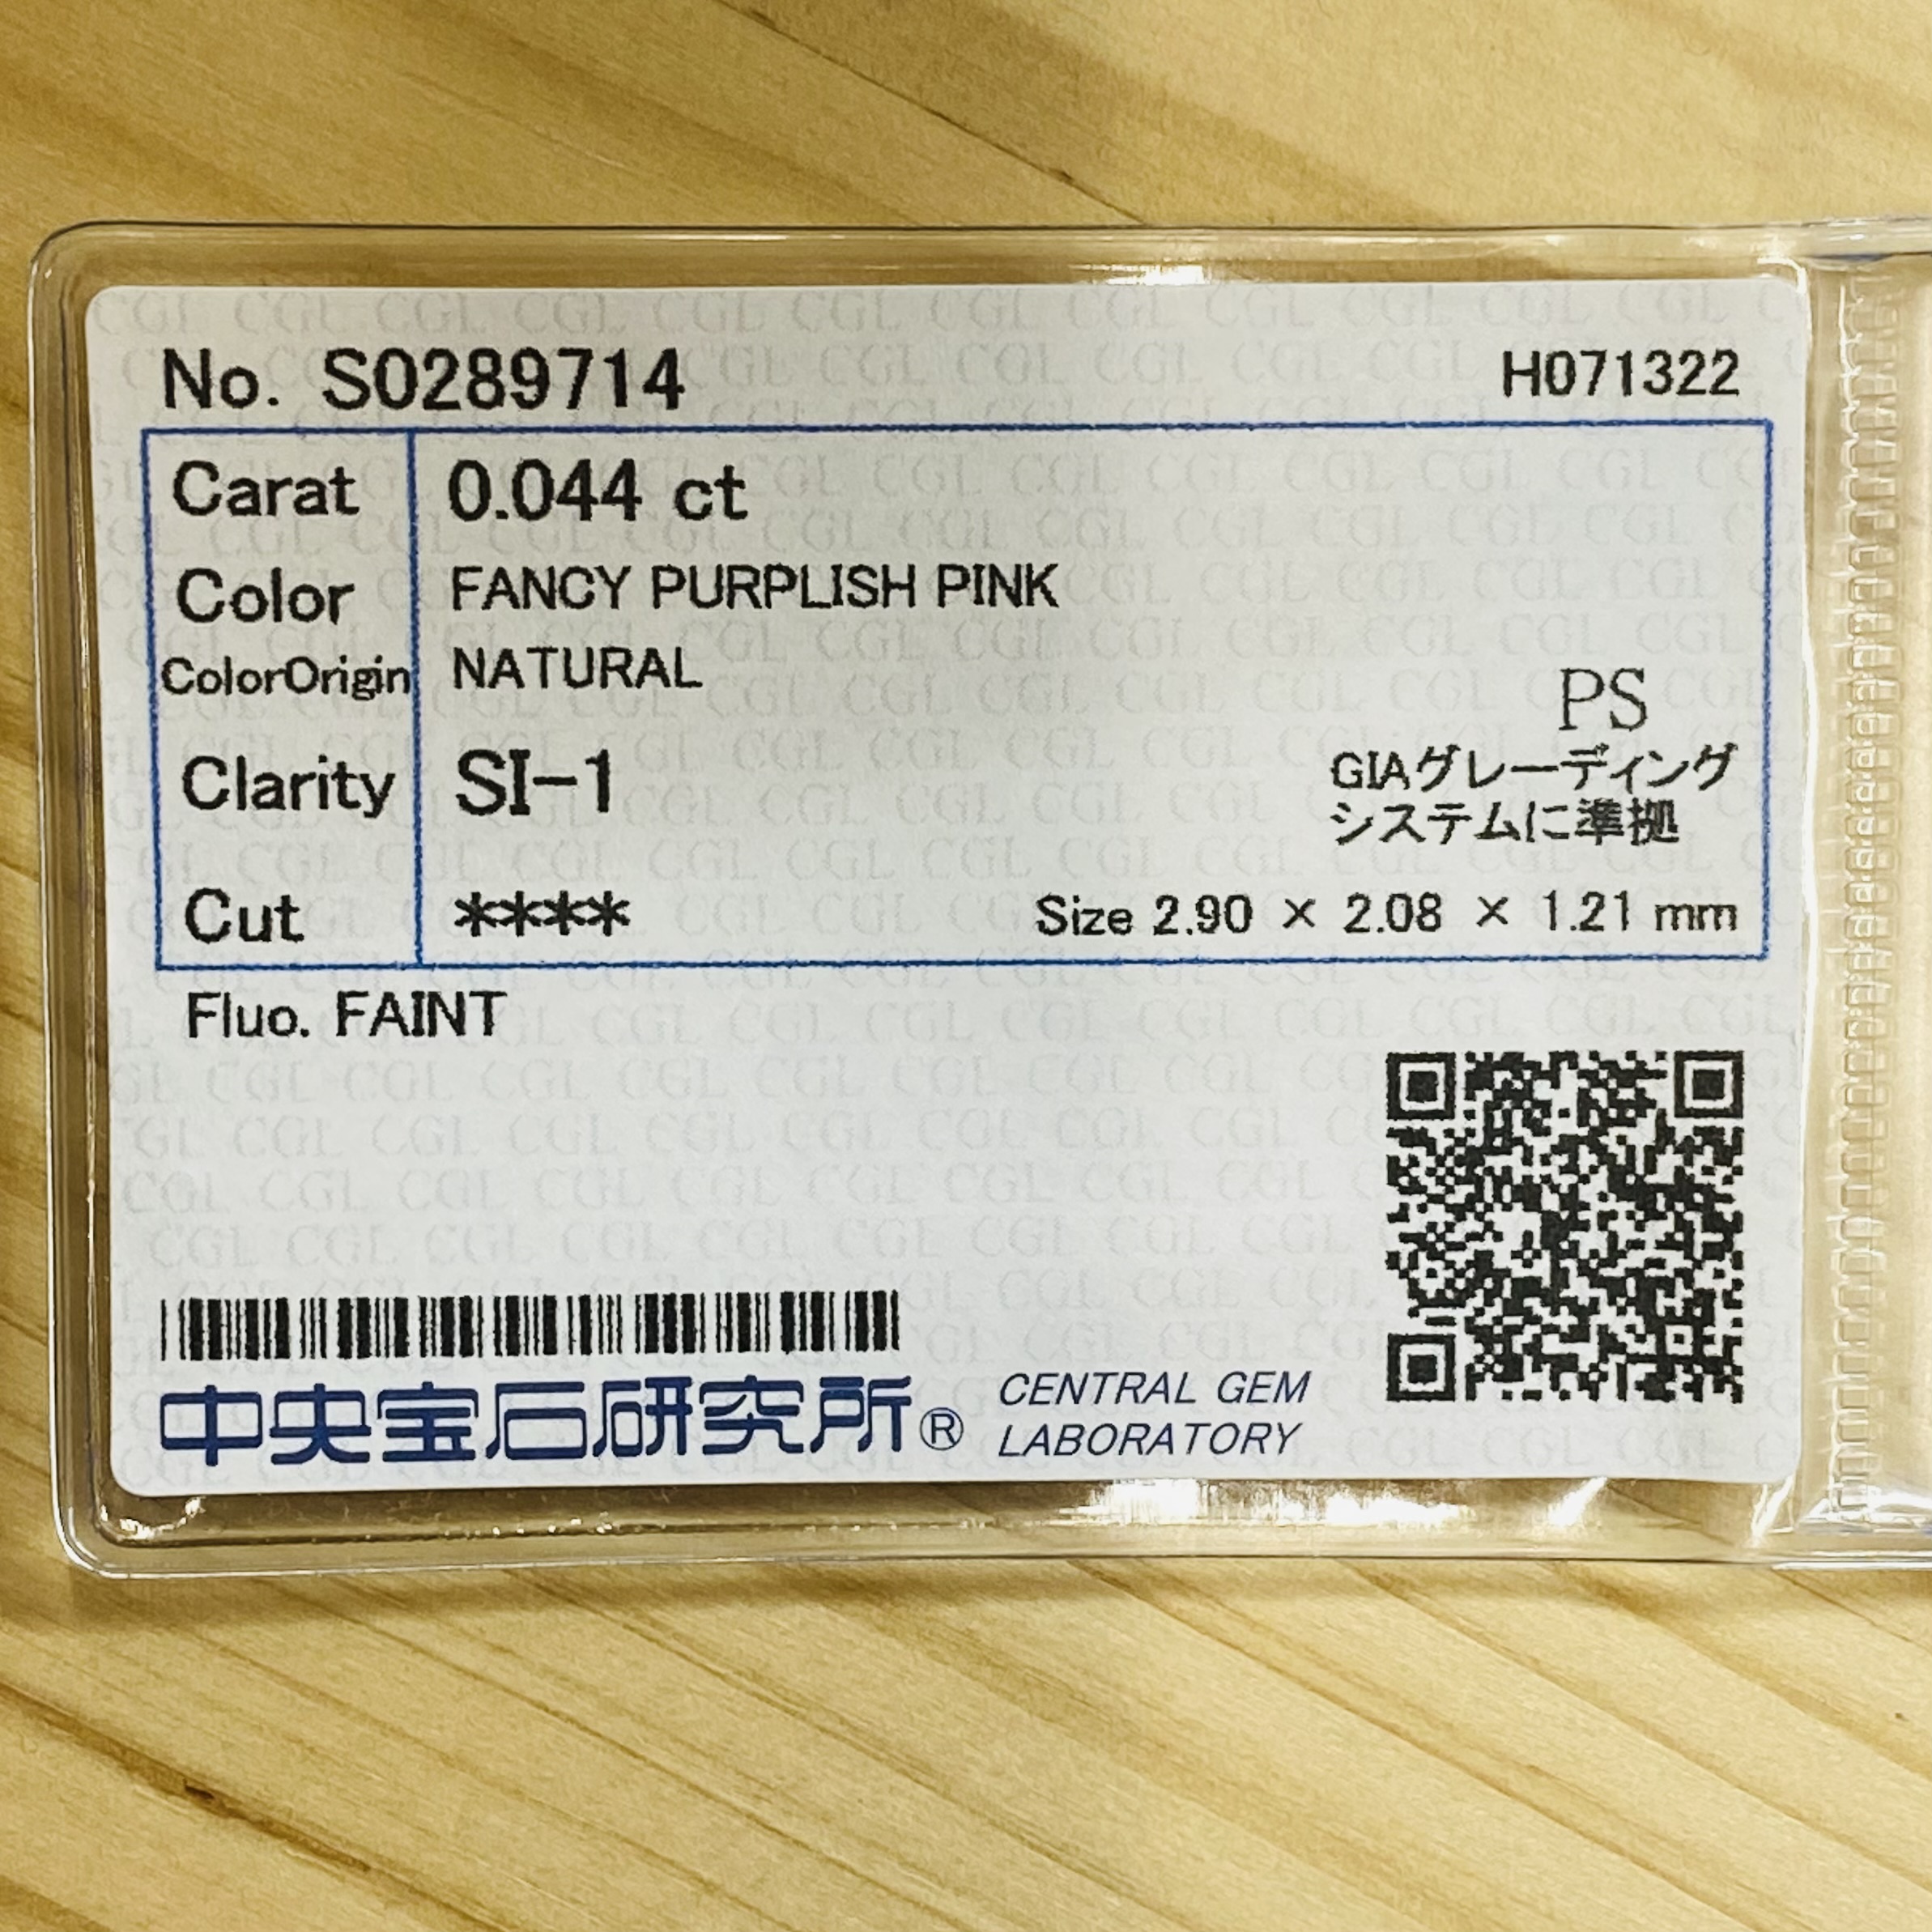 No. S0289714 H071322
Carat 0.044 ct
Color FANCY PURPLISH PINK
ColorOrigin NATURAL
PS
Clarity SI-1
GIAグレーディング
システムに準拠
Cut **** Size 2.90 × 2.08 × 1.21 mm
Fluo. FAINT
中央宝石研究所® CENTRAL GEM
LABORATORY